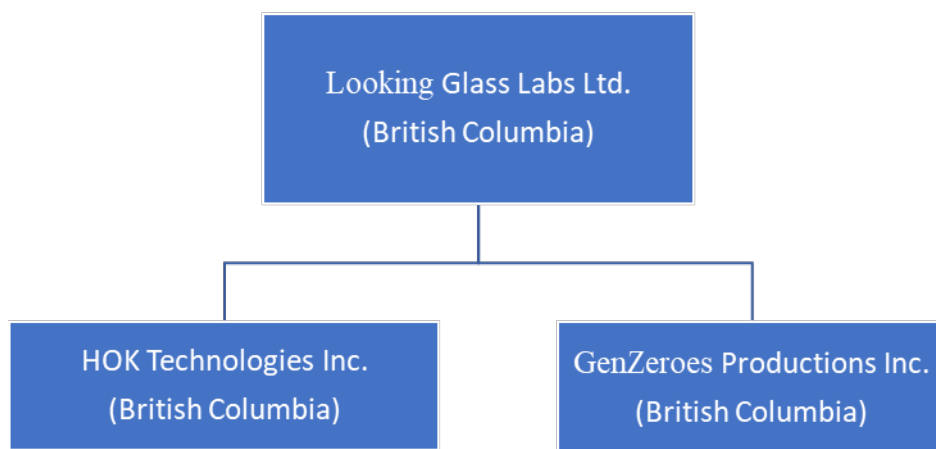 Looking Glass Labs Ltd.
(British Columbia)
HOK Technologies Inc.
(British Columbia)
GenZeroes Productions Inc.
(British Columbia)